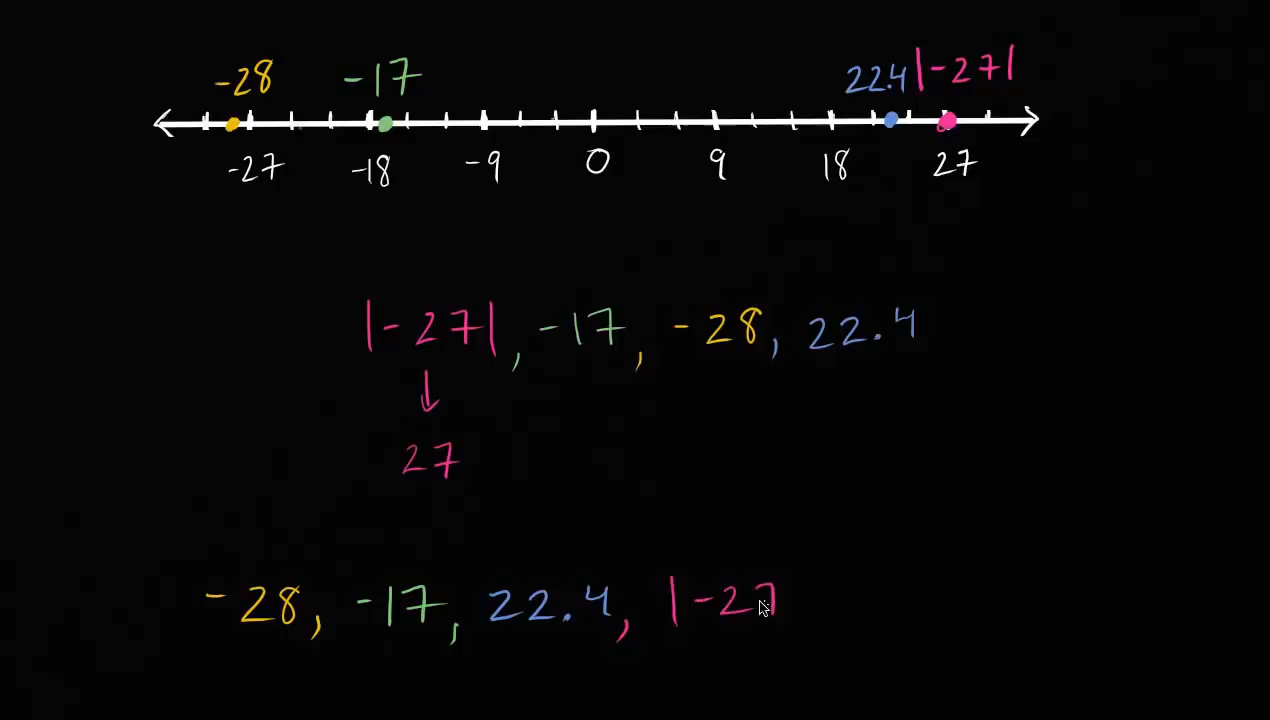 -28 -17 22.4 |-27|
-27 -18 -9 0 9 18 27
|-27|, -17, -28, 22.4
27
-28, -17, 22.4, |-27